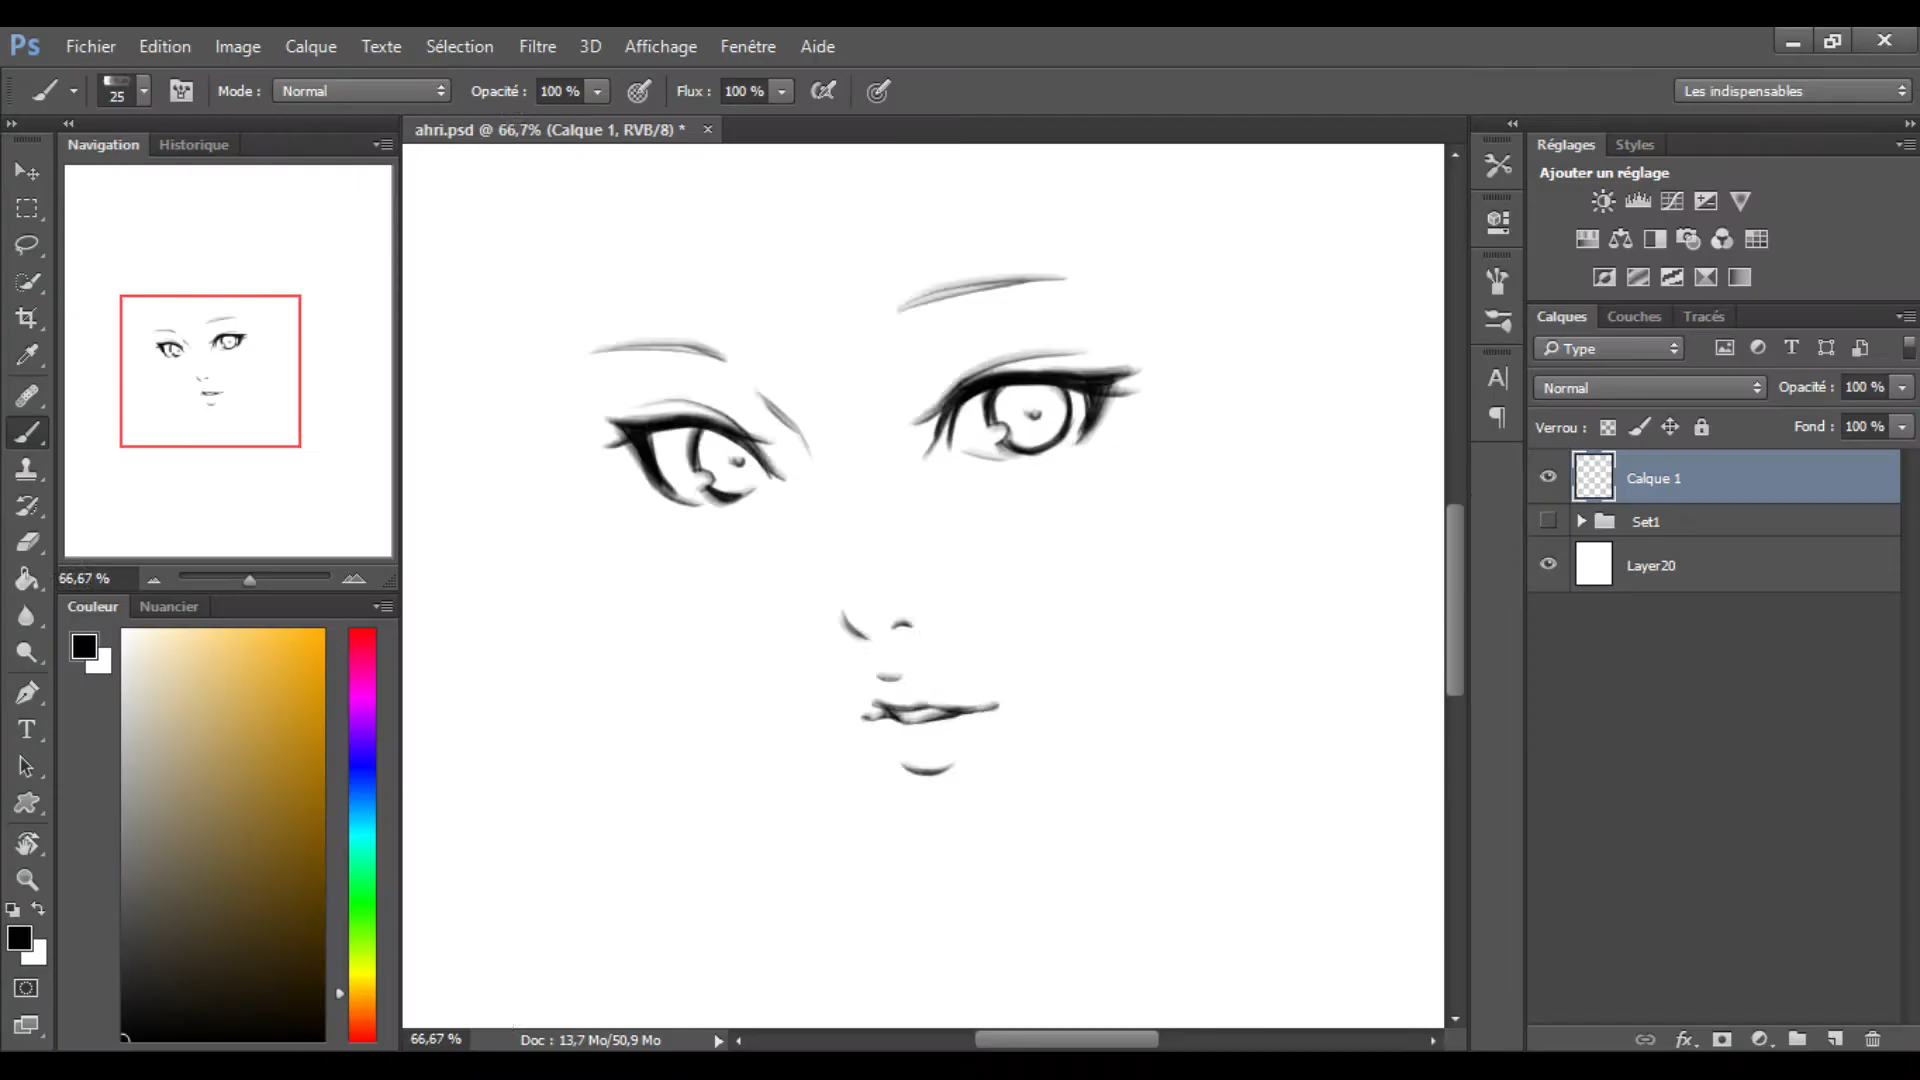 Ps Fichier Edition Image Calque Texte Sélection Filtre 3D Affichage Fenêtre Aide
25 Mode : Normal Opacité : 100 % Flux : 100 % Les indispensables
Navigation Historique
ahri.psd @ 66,7% (Calque 1, RVB/8) * ×
66,67 %
Couleur Nuancier
66,67 % Doc : 13,7 Mo/50,9 Mo
Réglages Styles
Ajouter un réglage
Calques Couches Tracés
Type
Normal Opacité : 100 %
Verrou : Fond : 100 %
Calque 1
Set1
Layer20
fx